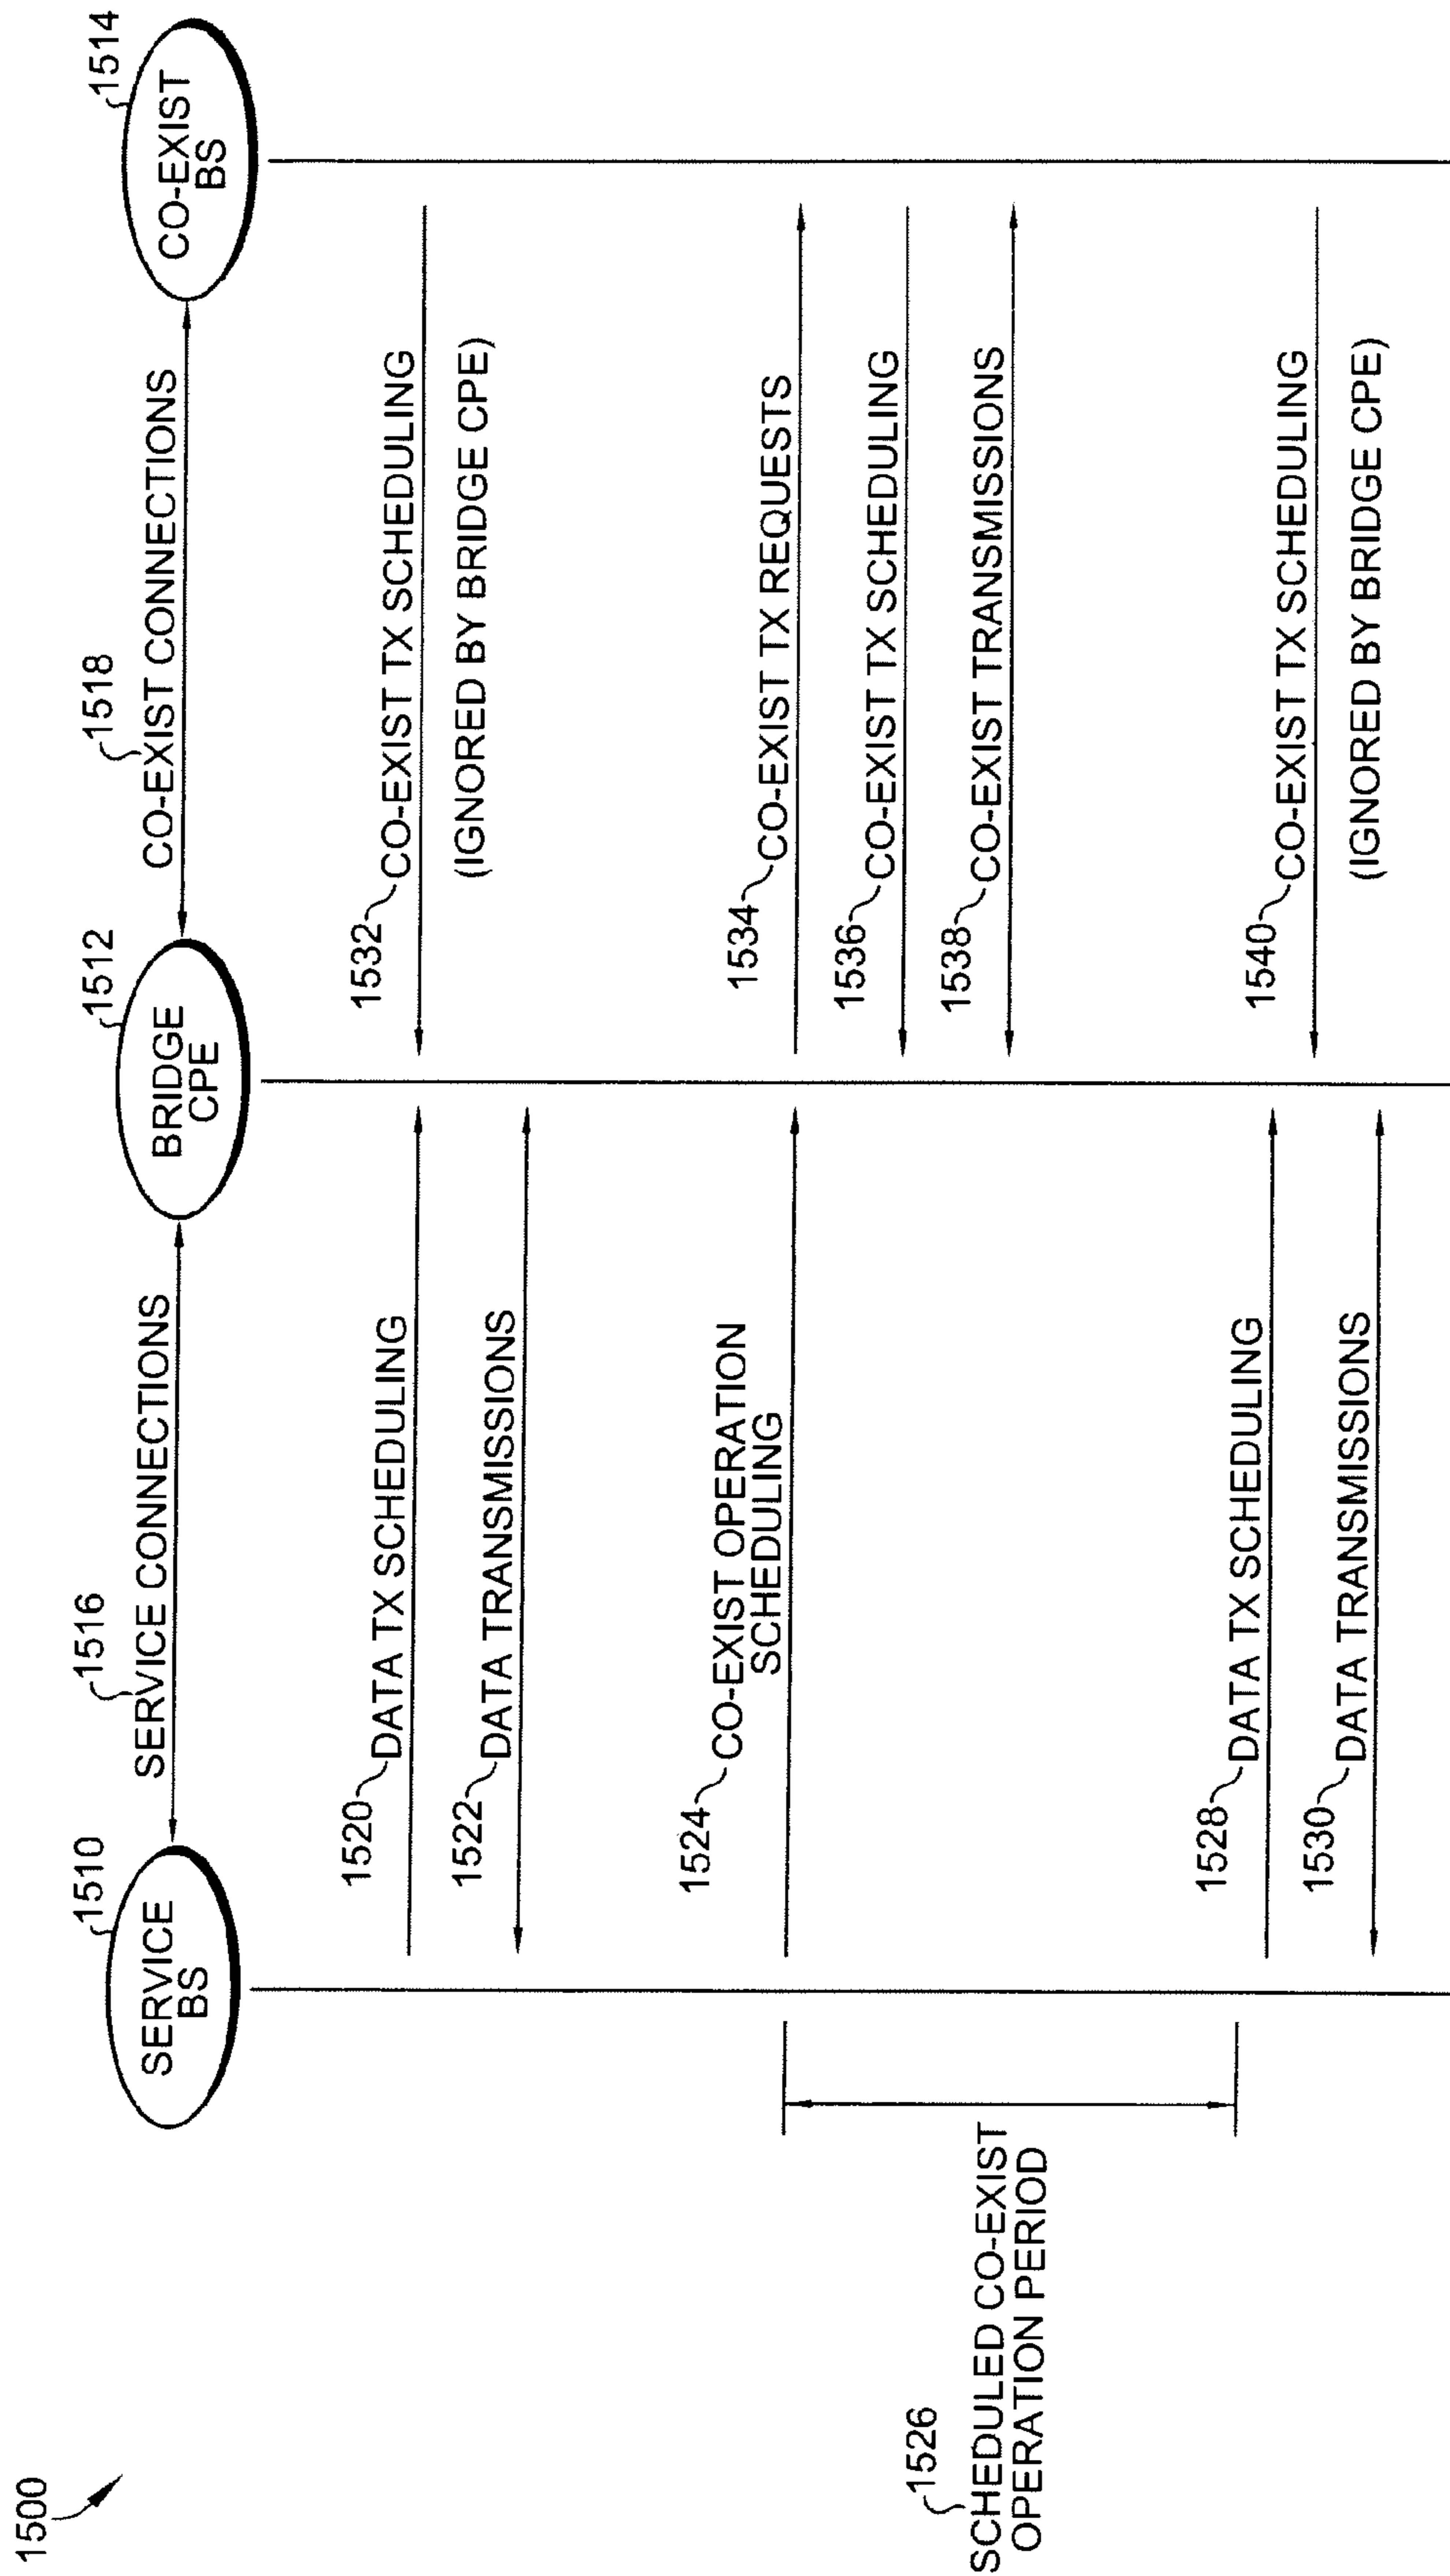 1500
1510
SERVICE
BS
1516
SERVICE CONNECTIONS
1512
BRIDGE
CPE
1518
CO-EXIST CONNECTIONS
1514
CO-EXIST
BS
1520
DATA TX SCHEDULING
1532
CO-EXIST TX SCHEDULING
(IGNORED BY BRIDGE CPE)
1522
DATA TRANSMISSIONS
1524
CO-EXIST OPERATION
SCHEDULING
1534
CO-EXIST TX REQUESTS
1536
CO-EXIST TX SCHEDULING
1538
CO-EXIST TRANSMISSIONS
1526
SCHEDULED CO-EXIST
OPERATION PERIOD
1528
DATA TX SCHEDULING
1540
CO-EXIST TX SCHEDULING
(IGNORED BY BRIDGE CPE)
1530
DATA TRANSMISSIONS